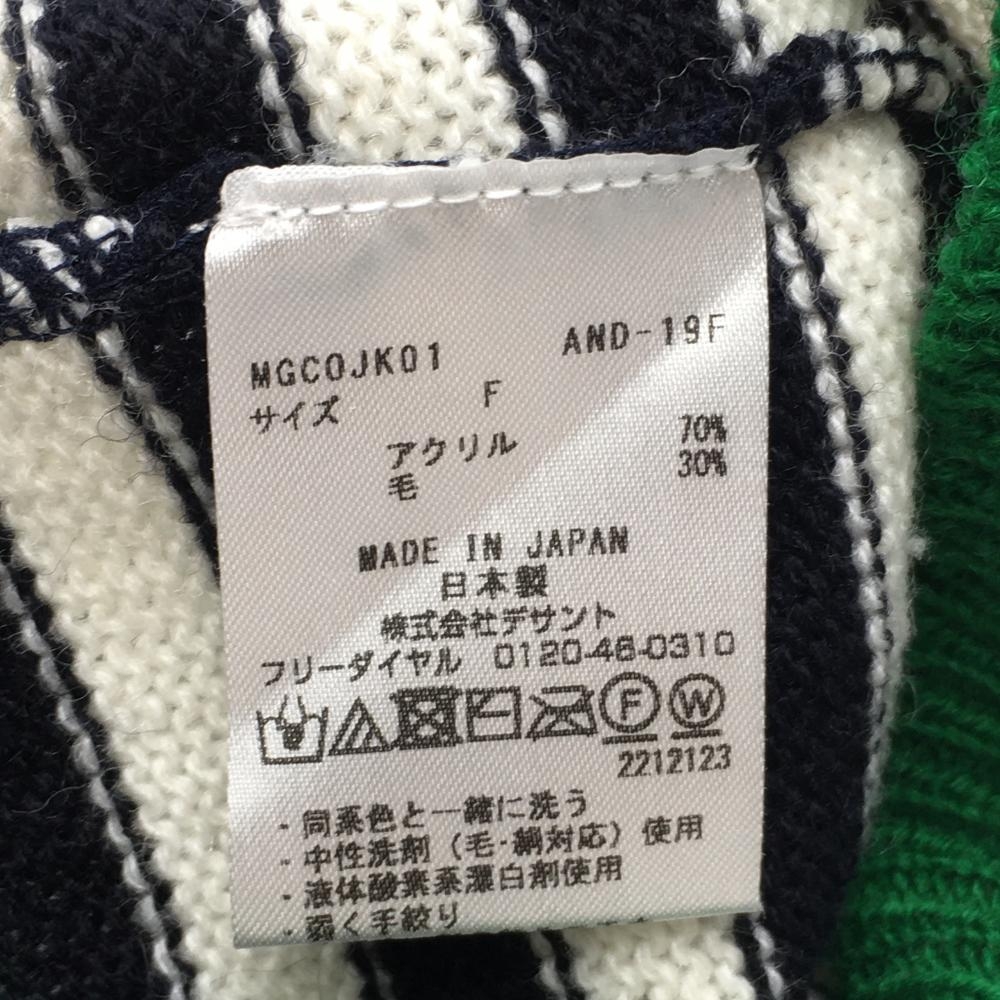 MGC0JK01 AND-19F
サイズ F
アクリル 70%
毛 30%
MADE IN JAPAN
日本製
株式会社デサント
フリーダイヤル 0120-46-0310
F W
2212123
・同系色と一緒に洗う
・中性洗剤（毛・絹対応）使用
・液体酸素系漂白剤使用
・弱く手絞り